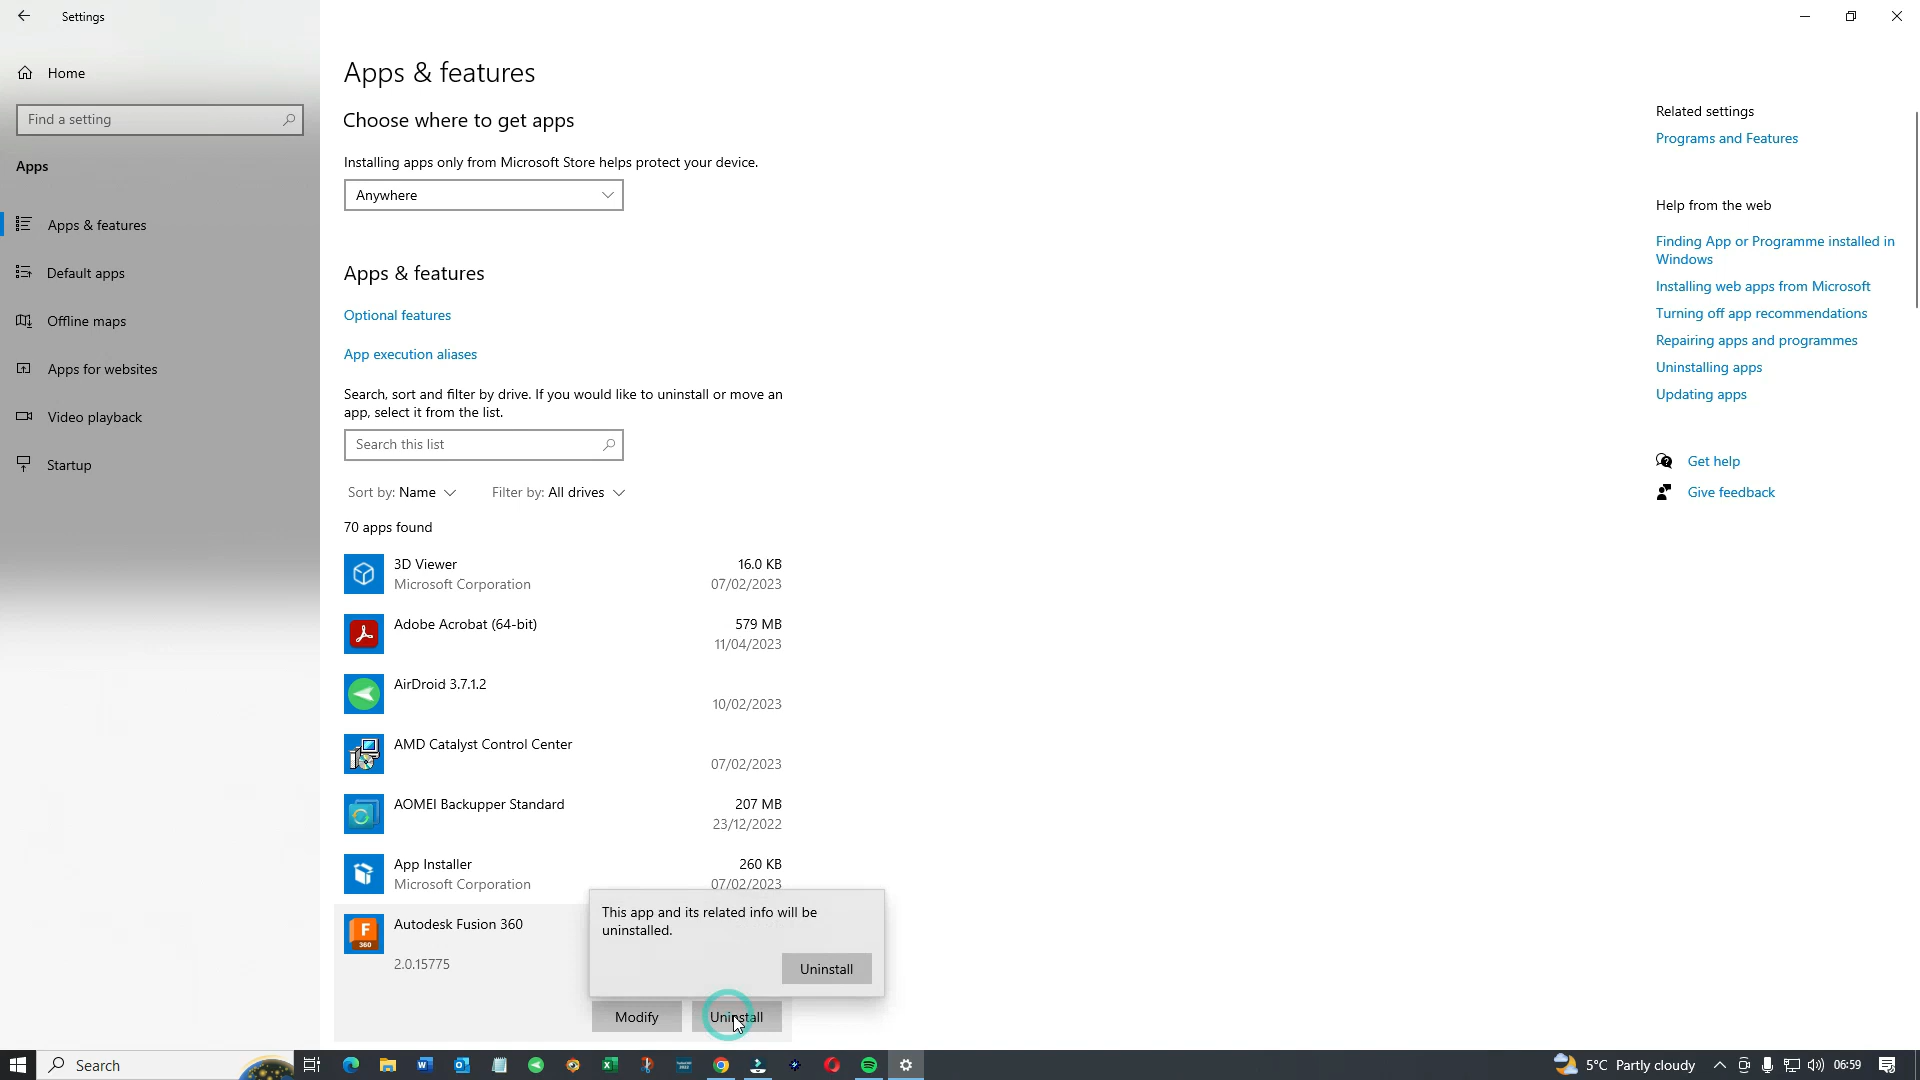 Settings
Home
Find a setting
Apps
Apps & features
Default apps
Offline maps
Apps for websites
Video playback
Startup
Apps & features
Choose where to get apps
Installing apps only from Microsoft Store helps protect your device.
Anywhere
Apps & features
Optional features
App execution aliases
Search, sort and filter by drive. If you would like to uninstall or move an
app, select it from the list.
Search this list
Sort by: Name
Filter by: All drives
70 apps found
3D Viewer
16.0 KB
Microsoft Corporation
07/02/2023
Adobe Acrobat (64-bit)
579 MB
11/04/2023
AirDroid 3.7.1.2
10/02/2023
AMD Catalyst Control Center
07/02/2023
AOMEI Backupper Standard
207 MB
23/12/2022
App Installer
260 KB
Microsoft Corporation
07/02/2023
Autodesk Fusion 360
F
360
2.0.15775
This app and its related info will be
uninstalled.
Uninstall
Modify
Uninstall
Related settings
Programs and Features
Help from the web
Finding App or Programme installed in
Windows
Installing web apps from Microsoft
Turning off app recommendations
Repairing apps and programmes
Uninstalling apps
Updating apps
Get help
Give feedback
Search
5°C Partly cloudy
06:59